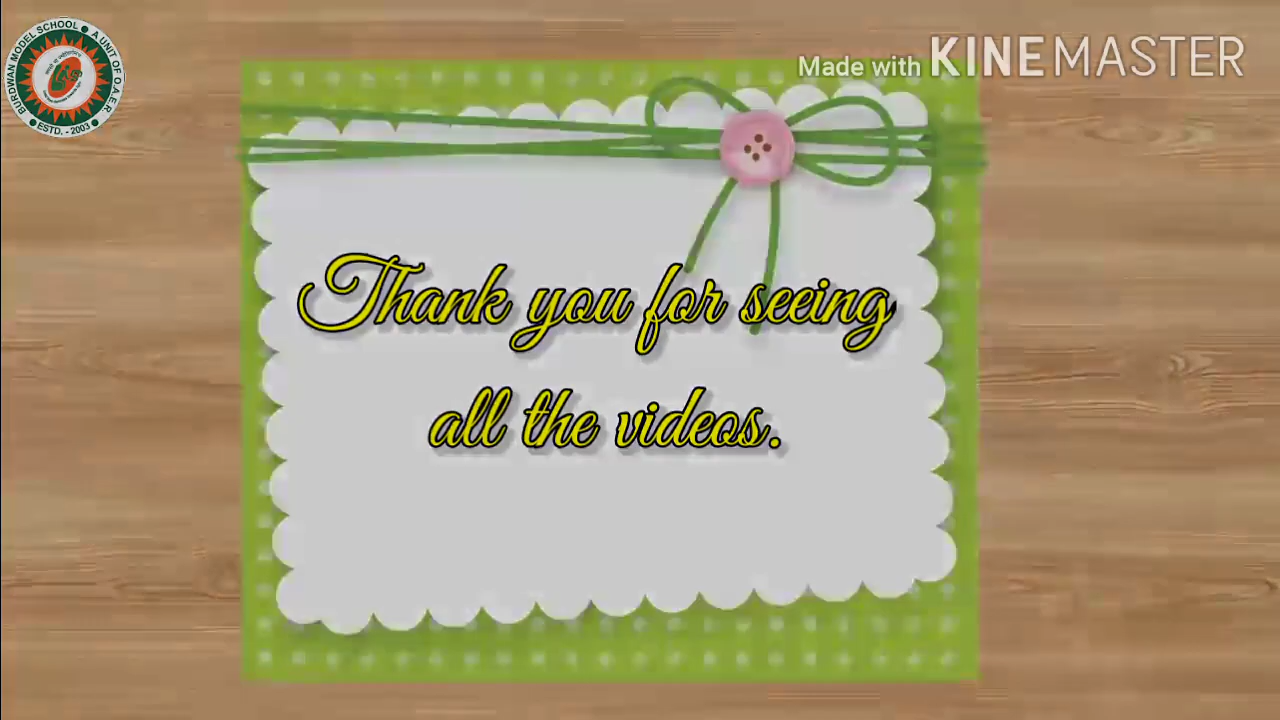 BURDWAN MODEL SCHOOL ● A UNIT OF O.A.E.R.
● ESTD. - 2003 ●
Made with KINEMASTER
Thank you for seeing
all the videos.